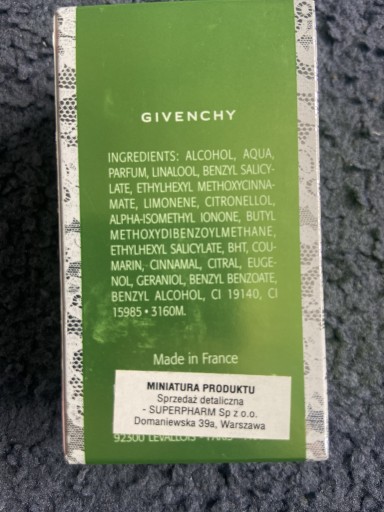 GIVENCHY
INGREDIENTS: ALCOHOL, AQUA,
PARFUM, LINALOOL, BENZYL SALICY-
LATE, ETHYLHEXYL METHOXYCINNA-
MATE, LIMONENE, CITRONELLOL,
ALPHA-ISOMETHYL IONONE, BUTYL
METHOXYDIBENZOYLMETHANE,
ETHYLHEXYL SALICYLATE, BHT, COU-
MARIN, CINNAMAL, CITRAL, EUGE-
NOL, GERANIOL, BENZYL BENZOATE,
BENZYL ALCOHOL, CI 19140, CI
15985 • 3160M.
Made in France
MINIATURA PRODUKTU
Sprzedaż detaliczna
- SUPERPHARM Sp z o.o.
Domaniewska 39a, Warszawa
92300 LEVALLOIS